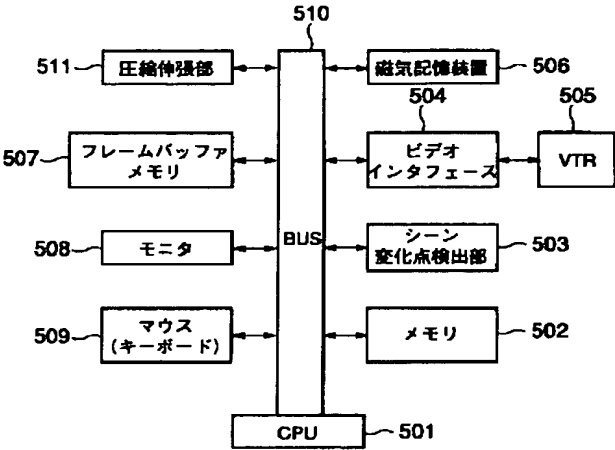 510
511
圧縮伸張部
磁気記憶装置
506
504
505
507
フレームバッファ
メモリ
ビデオ
インタフェース
VTR
508
モニタ
BUS
シーン
変化点検出部
503
509
マウス
(キーボード)
メモリ
502
CPU
501